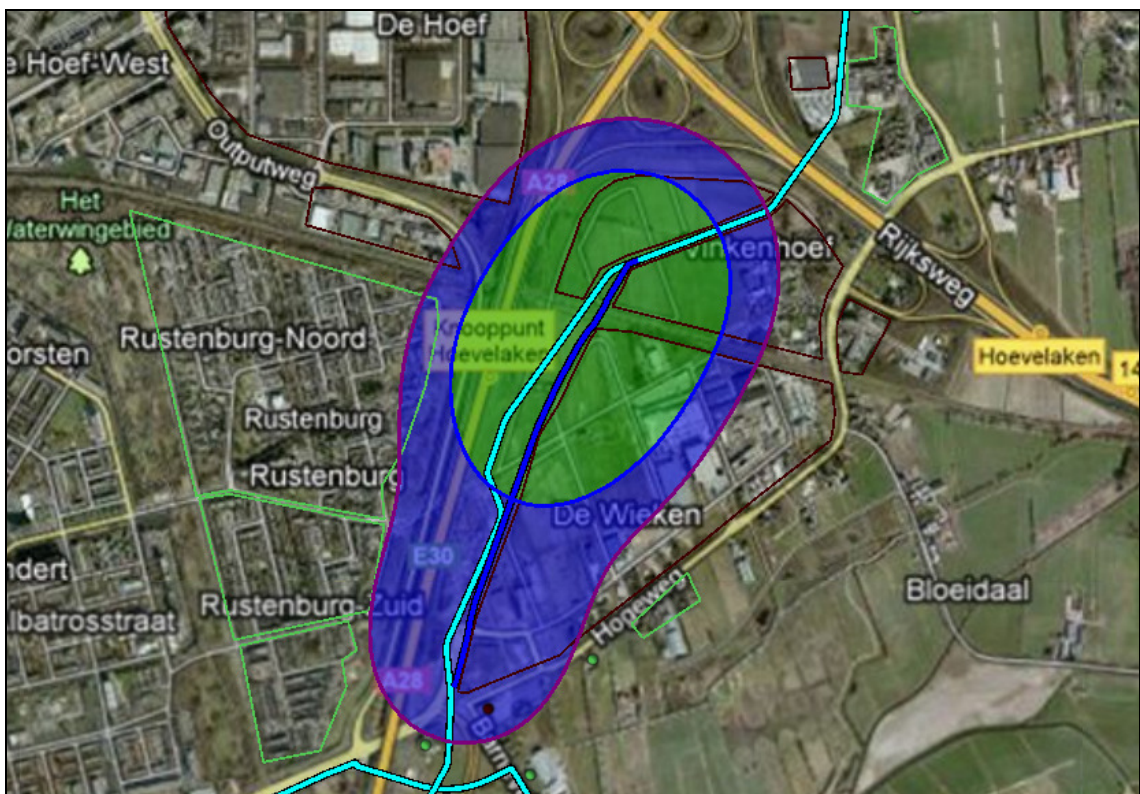 De Hoef
e Hoef-West
Outputweg
A28
Het
Waterwingebied
Vinkenhoef
Rijksweg
Knooppunt
Hoevelaken
Rustenburg-Noord
orsten
Hoevelaken
14
Rustenburg
Rustenburg
De Wieken
E30
ndert
Bloeidaal
Rustenburg-Zuid
Hogeweg
lbatrosstraat
A28